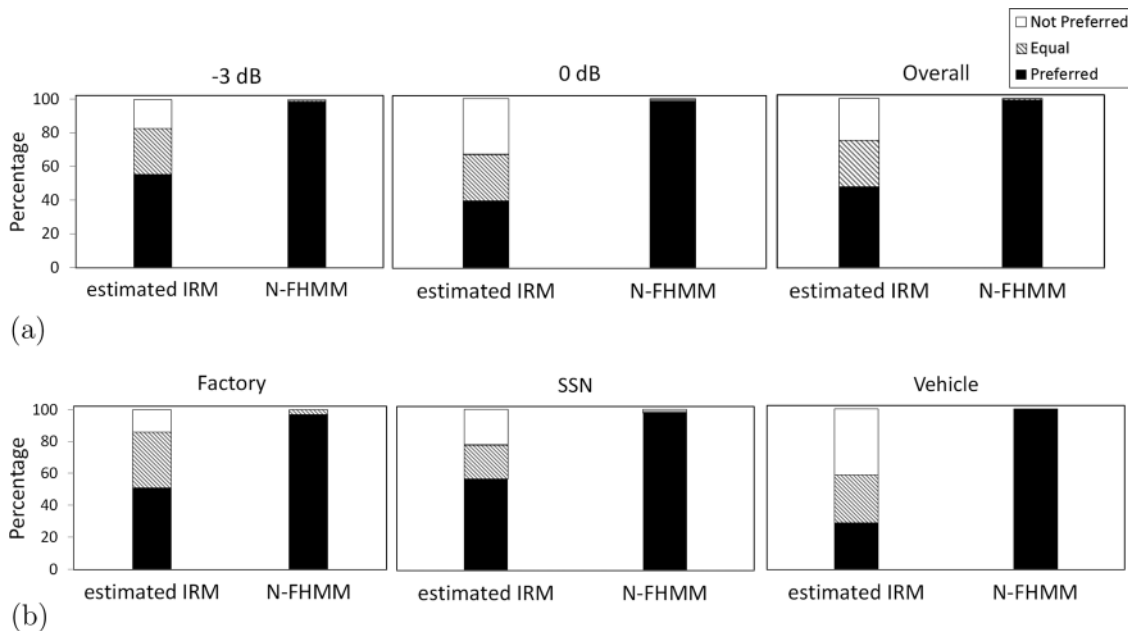 Not Preferred
Equal
Preferred
-3 dB
0 dB
Overall
Percentage
100
80
60
40
20
0
estimated IRM
N-FHMM
estimated IRM
N-FHMM
estimated IRM
N-FHMM
(a)
Factory
SSN
Vehicle
Percentage
100
80
60
40
20
0
estimated IRM
N-FHMM
estimated IRM
N-FHMM
estimated IRM
N-FHMM
(b)